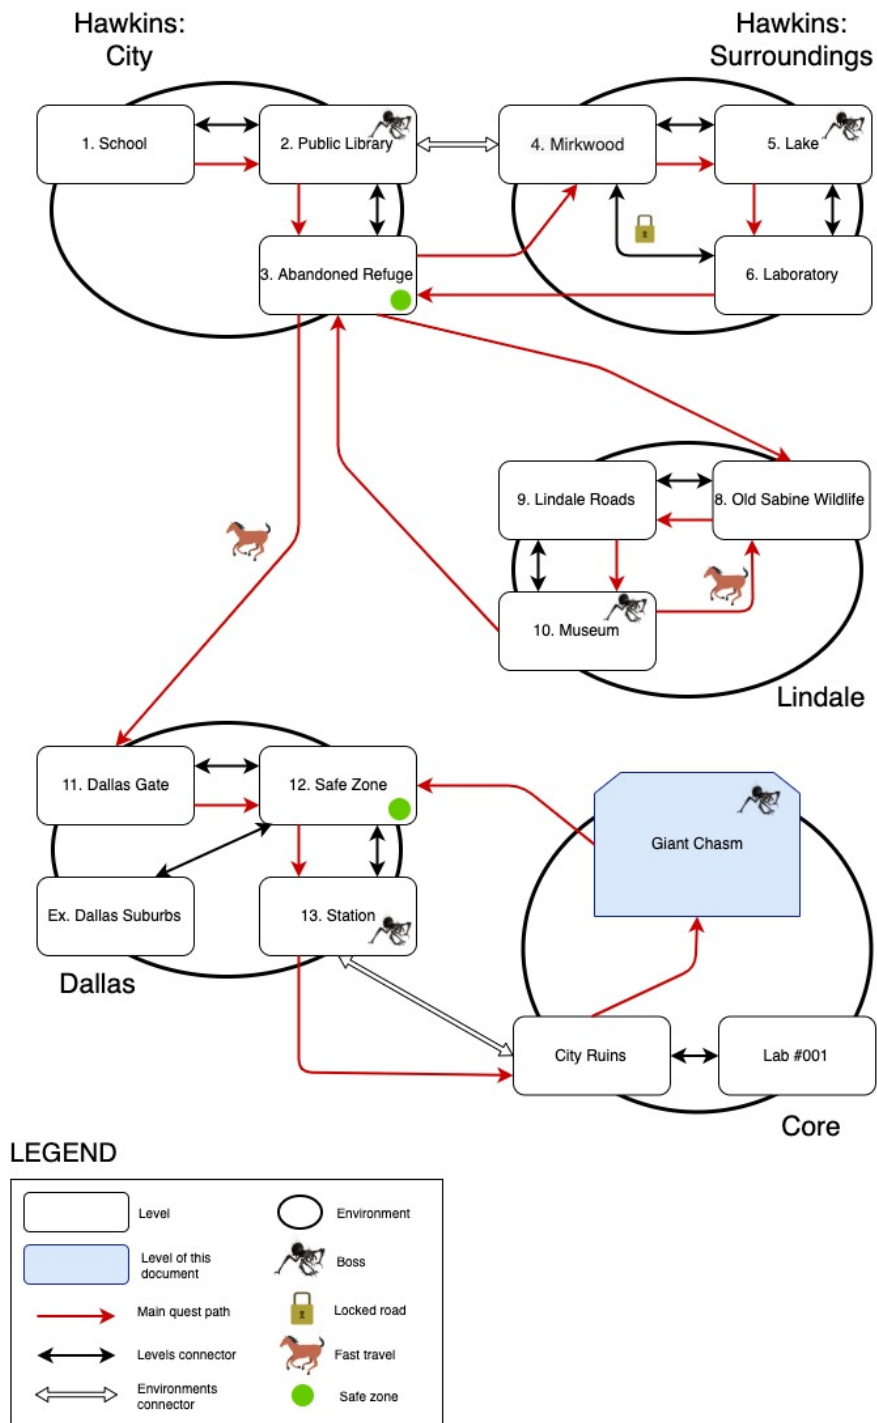 Hawkins:
City
Hawkins:
Surroundings
1. School
2. Public Library
4. Mirkwood
5. Lake
3. Abandoned Refuge
6. Laboratory
9. Lindale Roads
8. Old Sabine Wildlife
10. Museum
Lindale
11. Dallas Gate
12. Safe Zone
Giant Chasm
Ex. Dallas Suburbs
13. Station
Dallas
City Ruins
Lab #001
Core
LEGEND
Level
Environment
Level of this
document
Boss
Main quest path
Locked road
Levels connector
Fast travel
Environments
connector
Safe zone